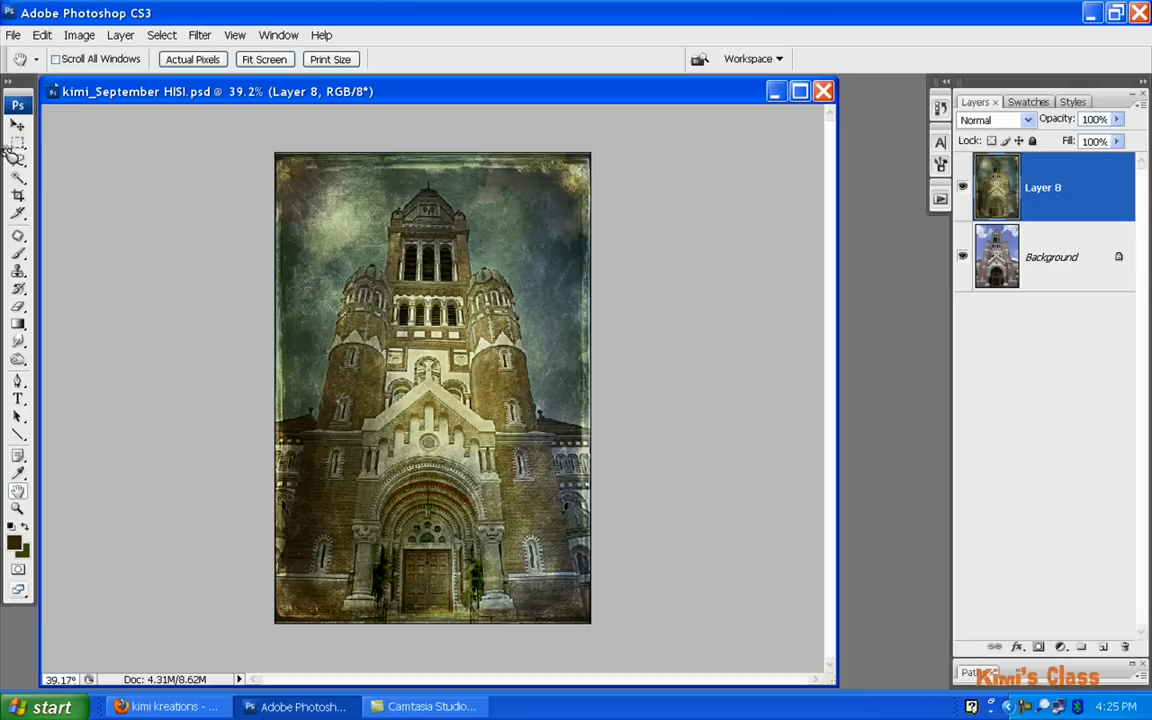 Adobe Photoshop CS3
File Edit Image Layer Select Filter View Window Help
Scroll All Windows Actual Pixels Fit Screen Print Size Workspace
kimi_September HISI.psd @ 39.2% (Layer 8, RGB/8*)
Ps
Layers x Swatches Styles
Normal Opacity: 100%
Lock: Fill: 100%
Layer 8
Background
A
T
fx
39.17% Doc: 4.31M/8.62M
Kimi's Class
start kimi kreations - ... Adobe Photosh... Camtasia Studio... 4:25 PM